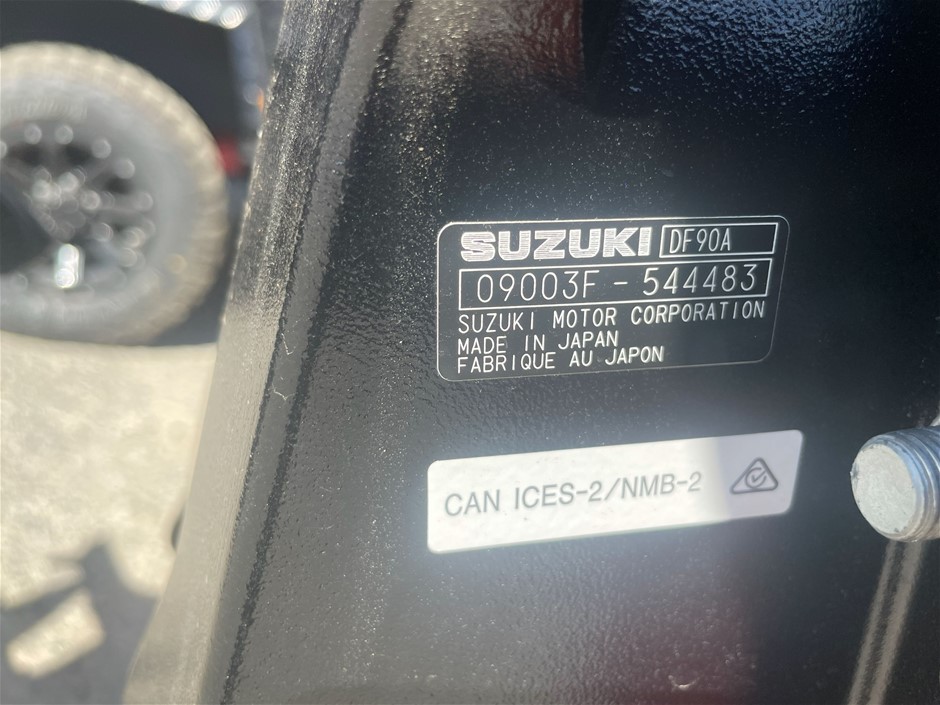 SUZUKI DF90A
09003F - 544483
SUZUKI MOTOR CORPORATION
MADE IN JAPAN
FABRIQUE AU JAPON
CAN ICES-2/NMB-2